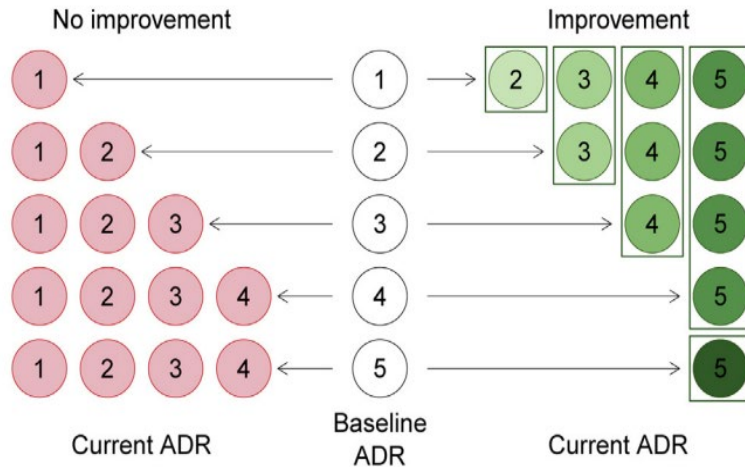 No improvement Improvement
1 1 2 3 4 5
1 2 2 3 4 5
1 2 3 3 4 5
1 2 3 4 4 5
1 2 3 4 5 5
Current ADR Baseline ADR Current ADR